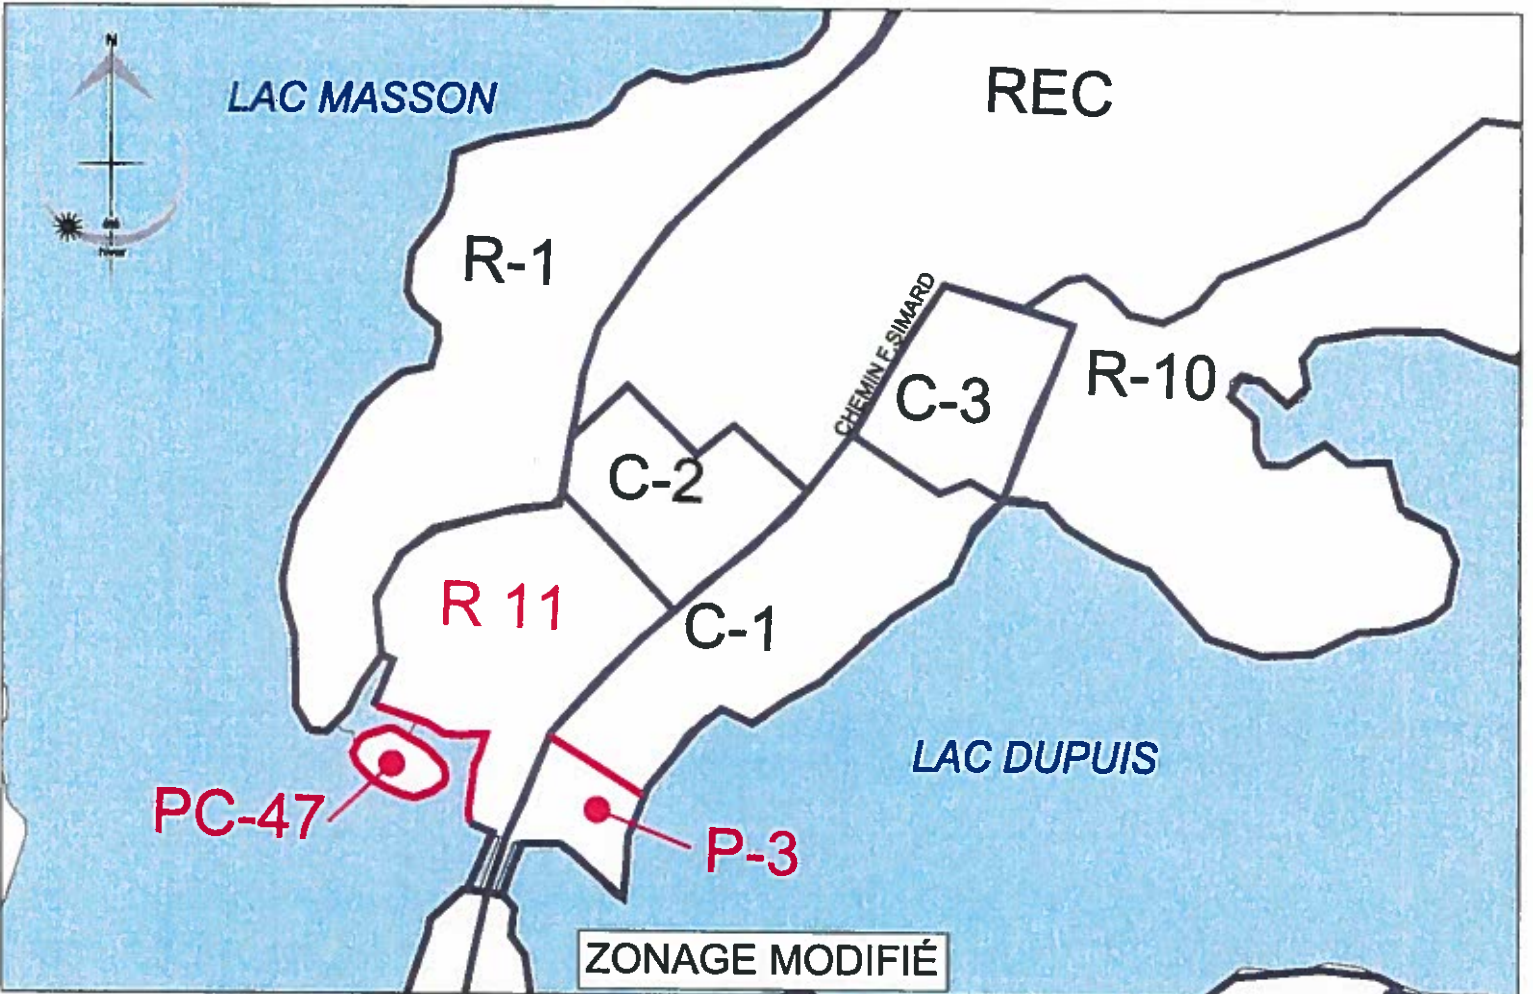 N
LAC MASSON
REC
R-1
CHEMIN F.SIMARD
R-10
C-3
C-2
R 11
C-1
LAC DUPUIS
PC-47
P-3
ZONAGE MODIFIÉ